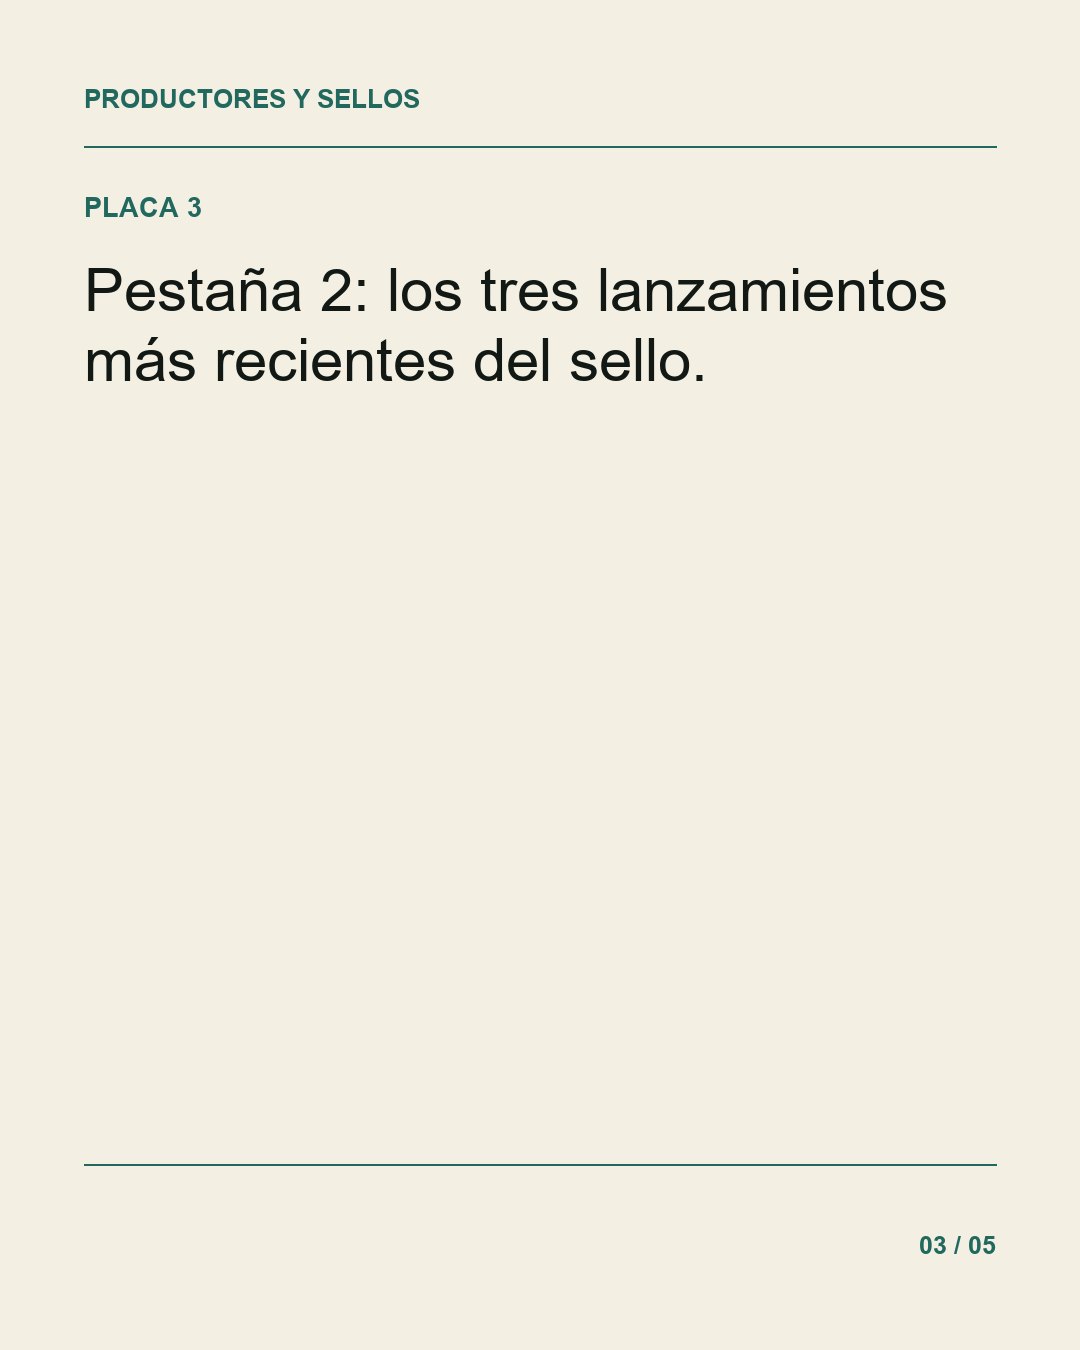 PRODUCTORES Y SELLOS
PLACA 3
Pestaña 2: los tres lanzamientos
más recientes del sello.
03 / 05